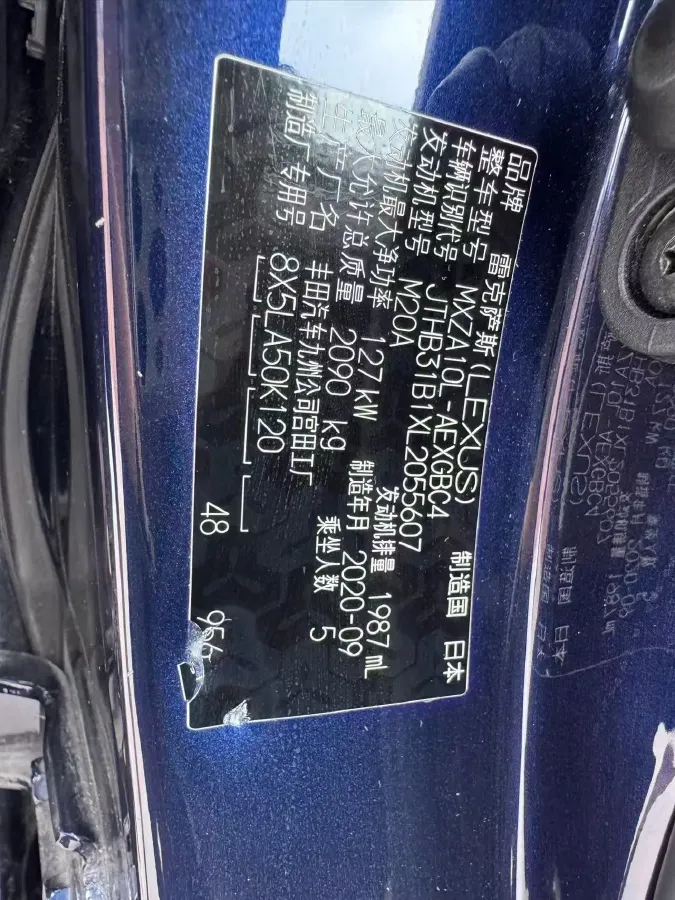 品牌 雷克萨斯(LEXUS) 制造国 日本
整车型号 MXZA10L-AEXGBC4
车辆识别代号 JTHB31B1XL2055607
发动机型号 M20A 发动机排量 1987 mL
发动机最大净功率 127 kW 制造年月 2020-09
最大允许总质量 2090 kg 乘坐人数 5
生产厂名 丰田汽车九州公司宫田工厂
制造厂专用号 8X5LA50K120 48 956